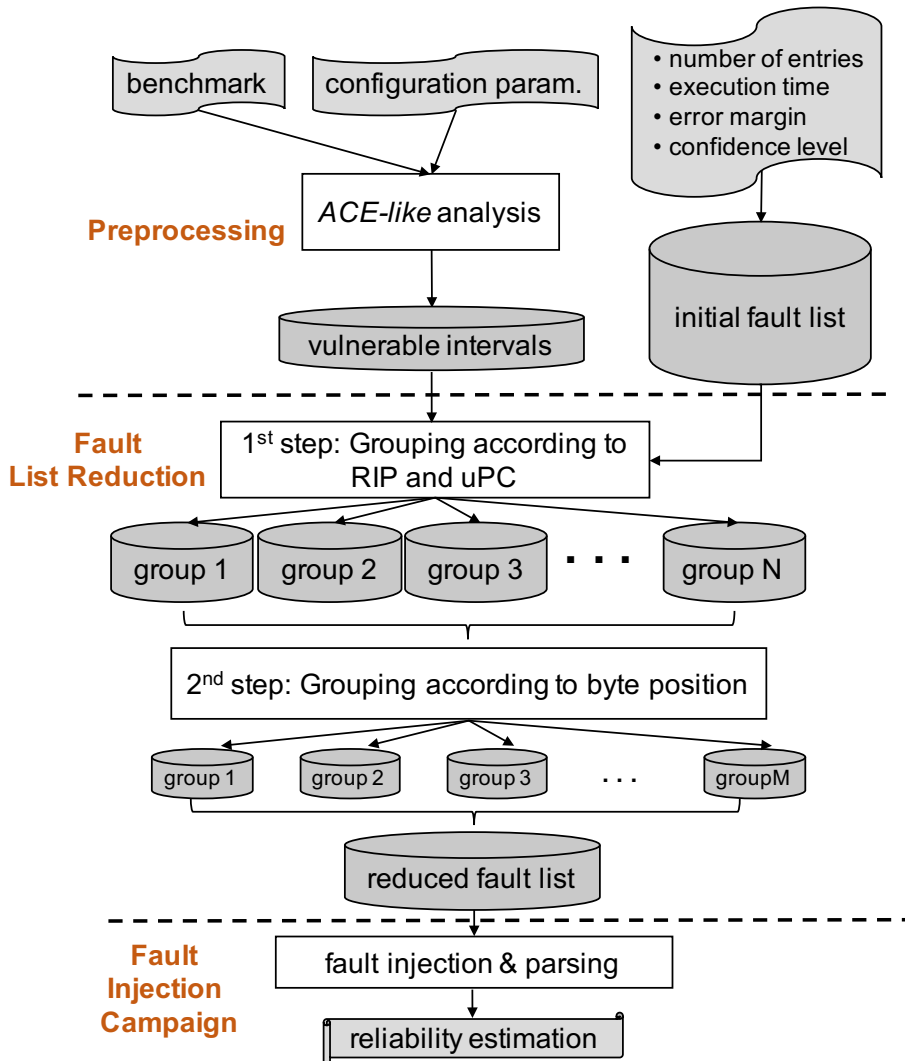 benchmark
configuration param.
• number of entries
• execution time
• error margin
• confidence level
Preprocessing
ACE-like analysis
initial fault list
vulnerable intervals
Fault
List Reduction
1st step: Grouping according to
RIP and uPC
group 1 group 2 group 3 . . . group N
2nd step: Grouping according to byte position
group 1 group 2 group 3 . . . groupM
reduced fault list
Fault
Injection
Campaign
fault injection & parsing
reliability estimation